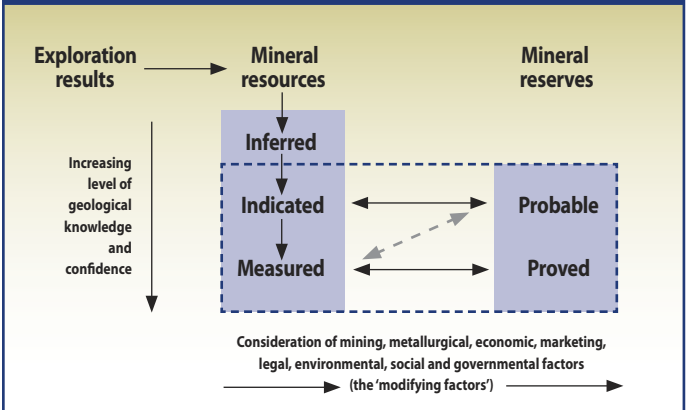 Exploration
results
Mineral
resources
Mineral
reserves
Inferred
Increasing
level of
geological
knowledge
and
confidence
Indicated
Probable
Measured
Proved
Consideration of mining, metallurgical, economic, marketing,
legal, environmental, social and governmental factors
(the ‘modifying factors’)